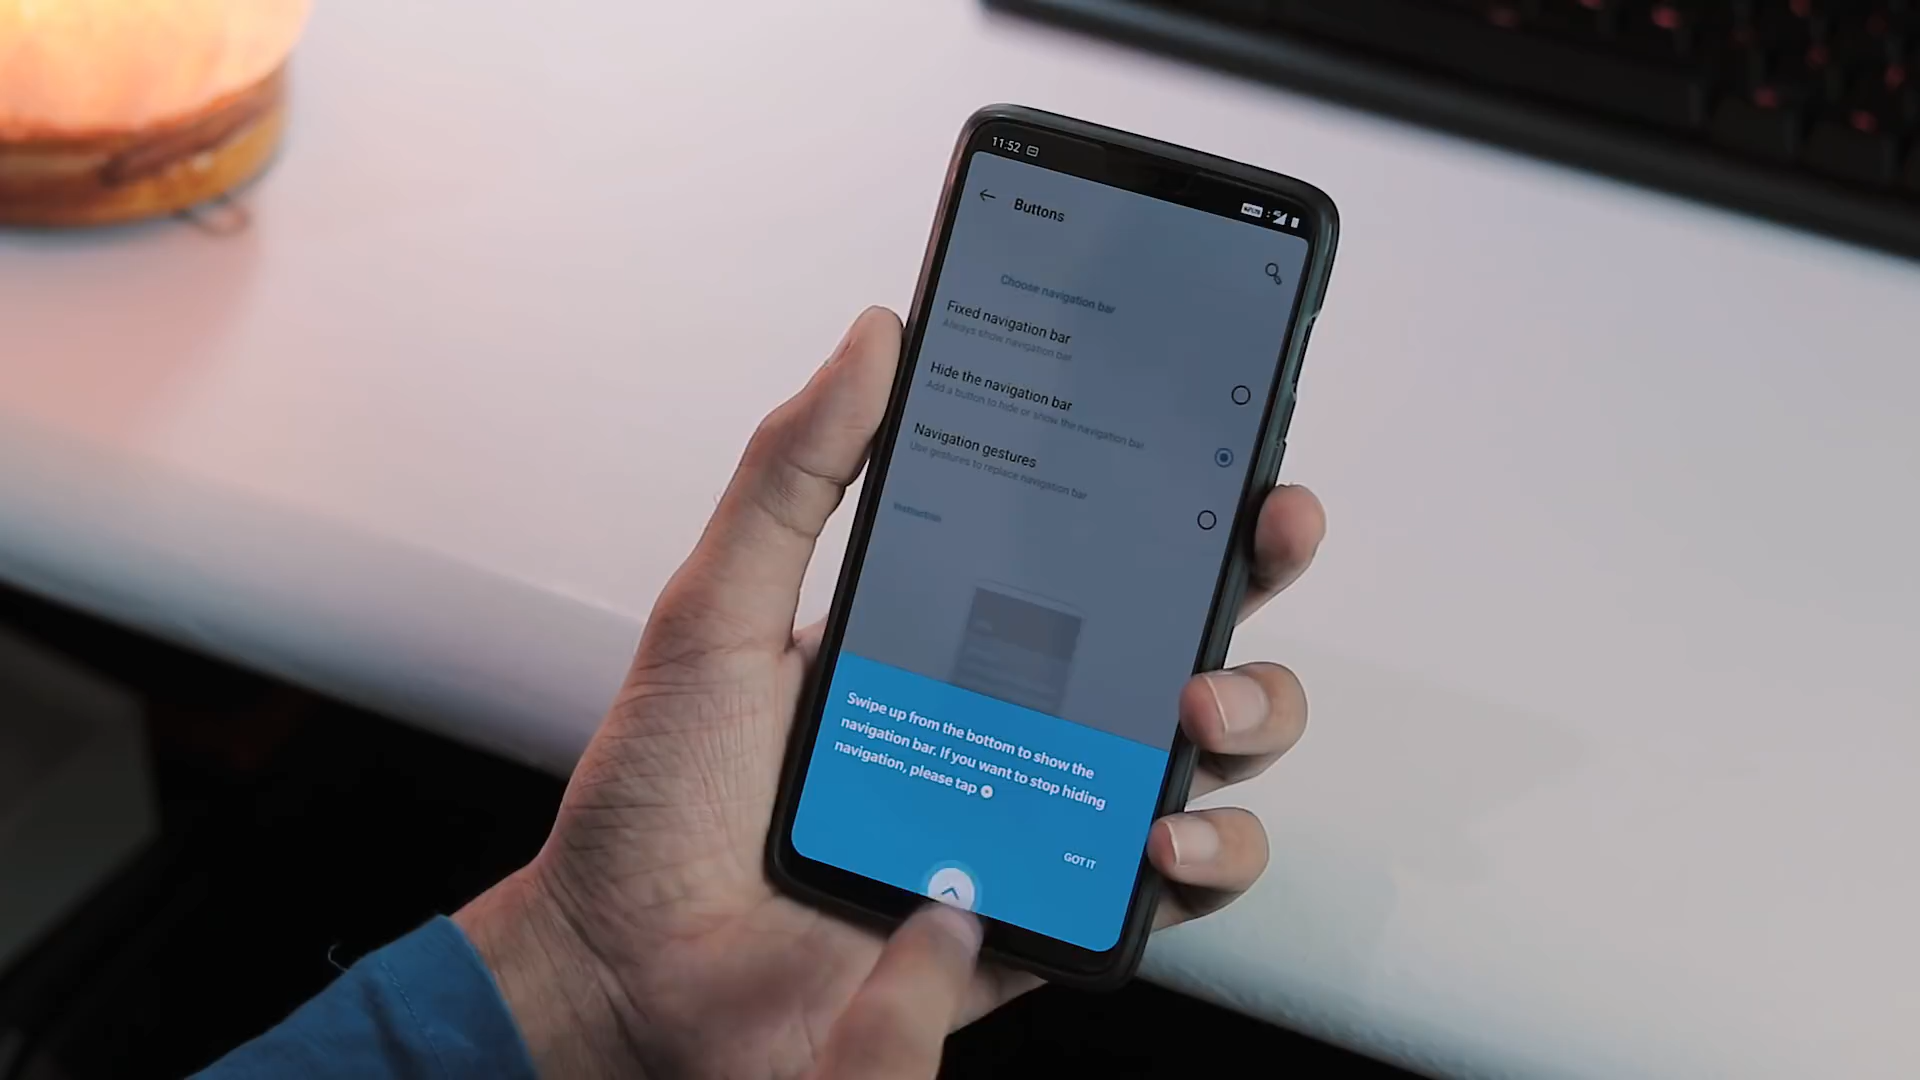 11:52
Buttons
Choose navigation bar
Fixed navigation bar
Always show navigation bar
Hide the navigation bar
Add a button to hide or show the navigation bar
Navigation gestures
Use gestures to replace navigation bar
Swipe up from the bottom to show the
navigation bar. If you want to stop hiding
navigation, please tap
GOT IT